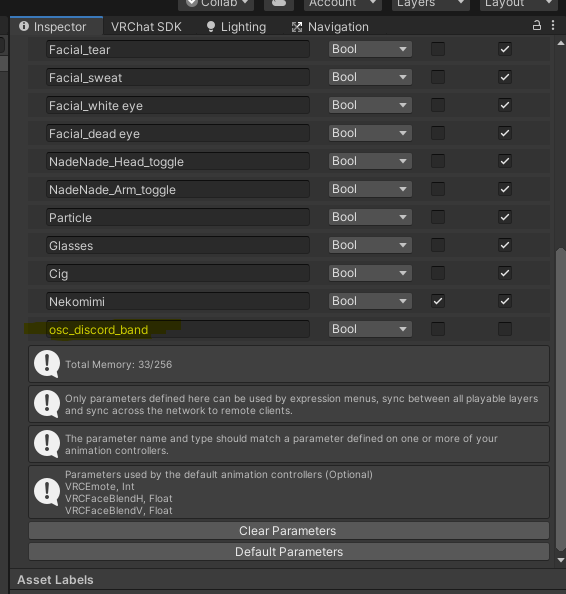 Collab
Account
Layers
Layout
Inspector
VRChat SDK
Lighting
Navigation
Facial_tear
Bool
Facial_sweat
Bool
Facial_white eye
Bool
Facial_dead eye
Bool
NadeNade_Head_toggle
Bool
NadeNade_Arm_toggle
Bool
Particle
Bool
Glasses
Bool
Cig
Bool
Nekomimi
Bool
osc_discord_band
Bool
Total Memory: 33/256
Only parameters defined here can be used by expression menus, sync between all playable layers
and sync across the network to remote clients.
The parameter name and type should match a parameter defined on one or more of your
animation controllers.
Parameters used by the default animation controllers (Optional)
VRCEmote, Int
VRCFaceBlendH, Float
VRCFaceBlendV, Float
Clear Parameters
Default Parameters
Asset Labels